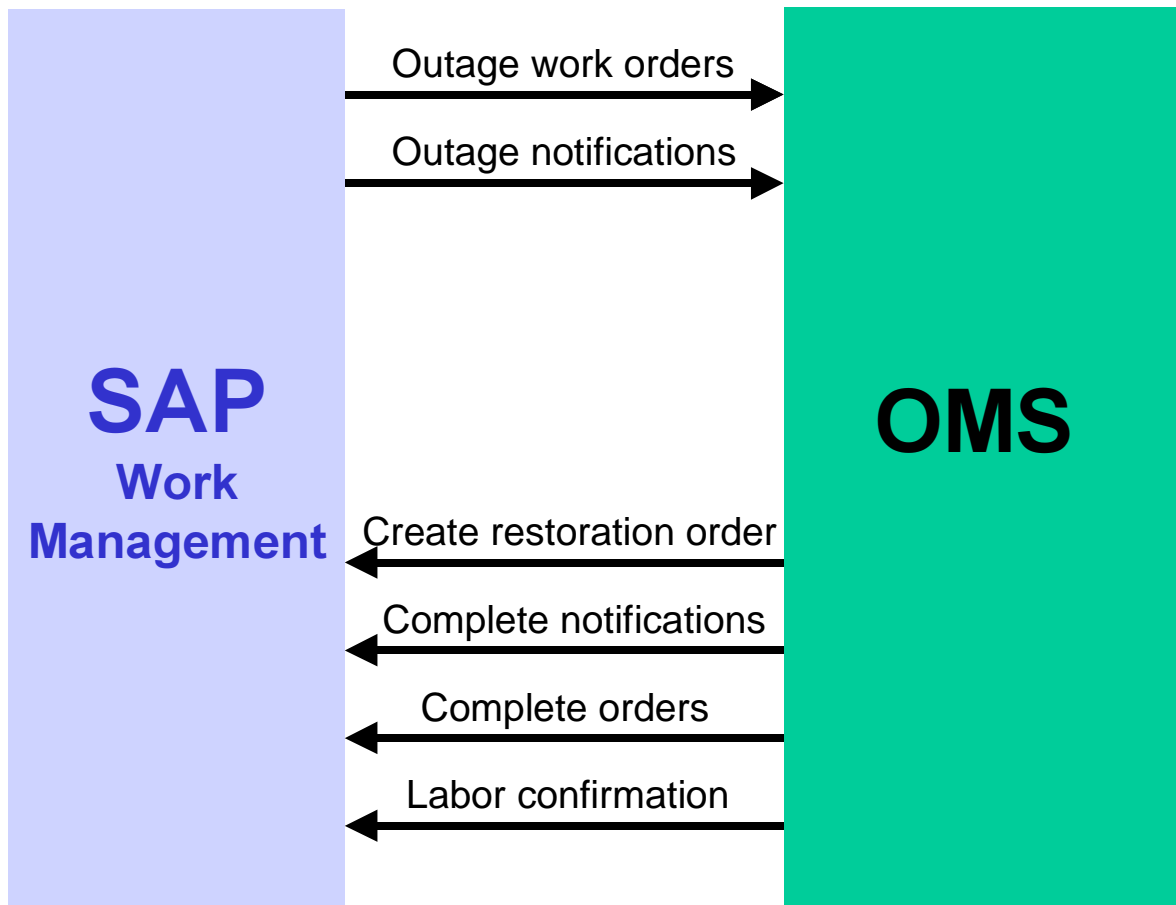 Outage work orders
Outage notifications
SAP
Work
Management
OMS
Create restoration order
Complete notifications
Complete orders
Labor confirmation